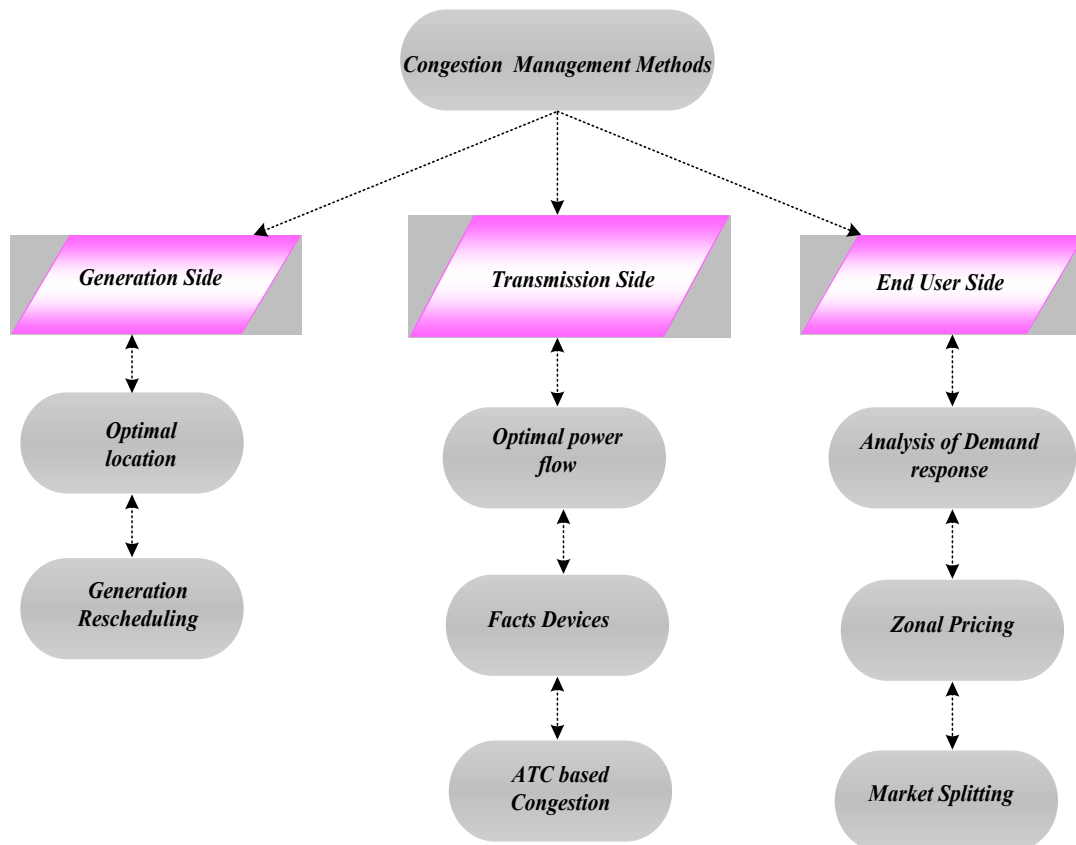 Congestion Management Methods
Generation Side
Transmission Side
End User Side
Optimal
location
Optimal power
flow
Analysis of Demand
response
Generation
Rescheduling
Facts Devices
Zonal Pricing
ATC based
Congestion
Market Splitting